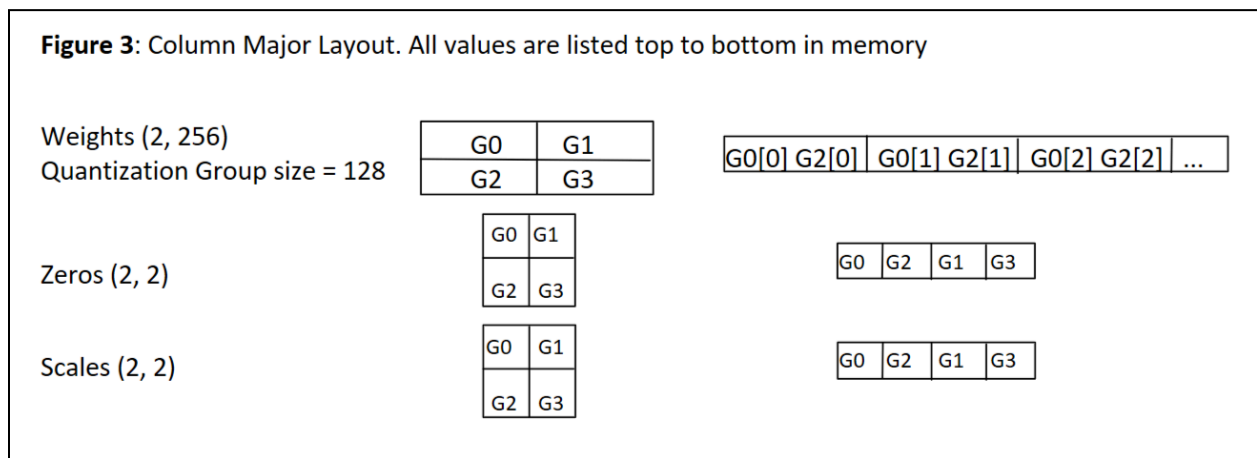 Figure 3: Column Major Layout. All values are listed top to bottom in memory
Weights (2, 256)
Quantization Group size = 128
G0 G1
G2 G3
G0[0] G2[0] G0[1] G2[1] G0[2] G2[2] ...
Zeros (2, 2)
G0 G1
G2 G3
G0 G2 G1 G3
Scales (2, 2)
G0 G1
G2 G3
G0 G2 G1 G3